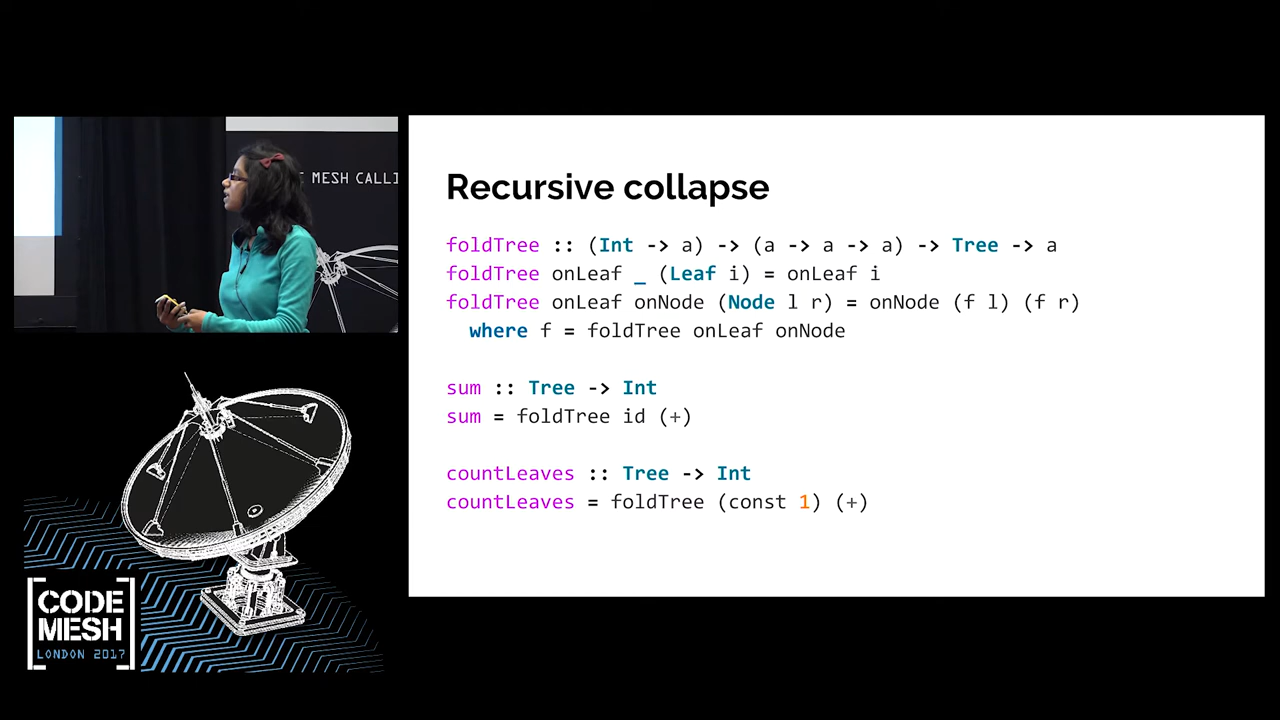 E MESH CALLI
Recursive collapse
foldTree :: (Int -> a) -> (a -> a -> a) -> Tree -> a
foldTree onLeaf _ (Leaf i) = onLeaf i
foldTree onLeaf onNode (Node l r) = onNode (f l) (f r)
  where f = foldTree onLeaf onNode
sum :: Tree -> Int
sum = foldTree id (+)
countLeaves :: Tree -> Int
countLeaves = foldTree (const 1) (+)
CODE
MESH
LONDON 2017